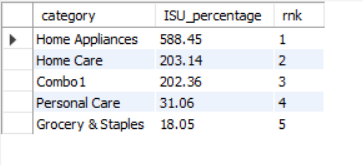 category ISU_percentage rnk
Home Appliances 588.45 1
Home Care 203.14 2
Combo1 202.36 3
Personal Care 31.06 4
Grocery & Staples 18.05 5